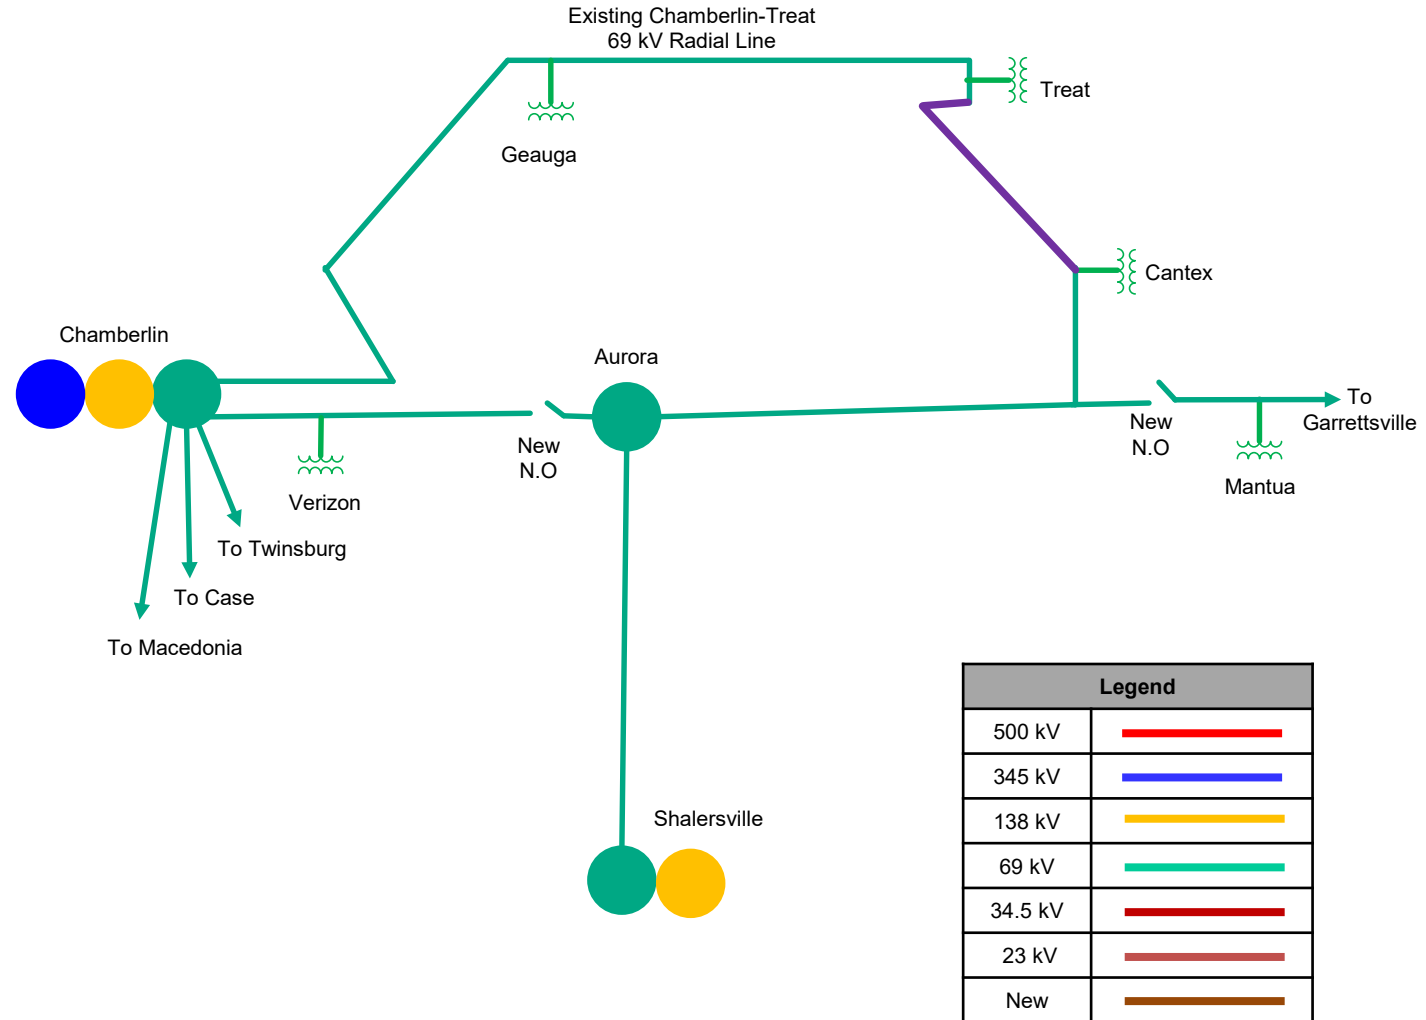 Existing Chamberlin-Treat
69 kV Radial Line
Treat
Geauga
Cantex
Chamberlin
Aurora
To
Garrettsville
New
N.O
New
N.O
Mantua
Verizon
To Twinsburg
To Case
To Macedonia
Shalersville
Legend
500 kV
345 kV
138 kV
69 kV
34.5 kV
23 kV
New